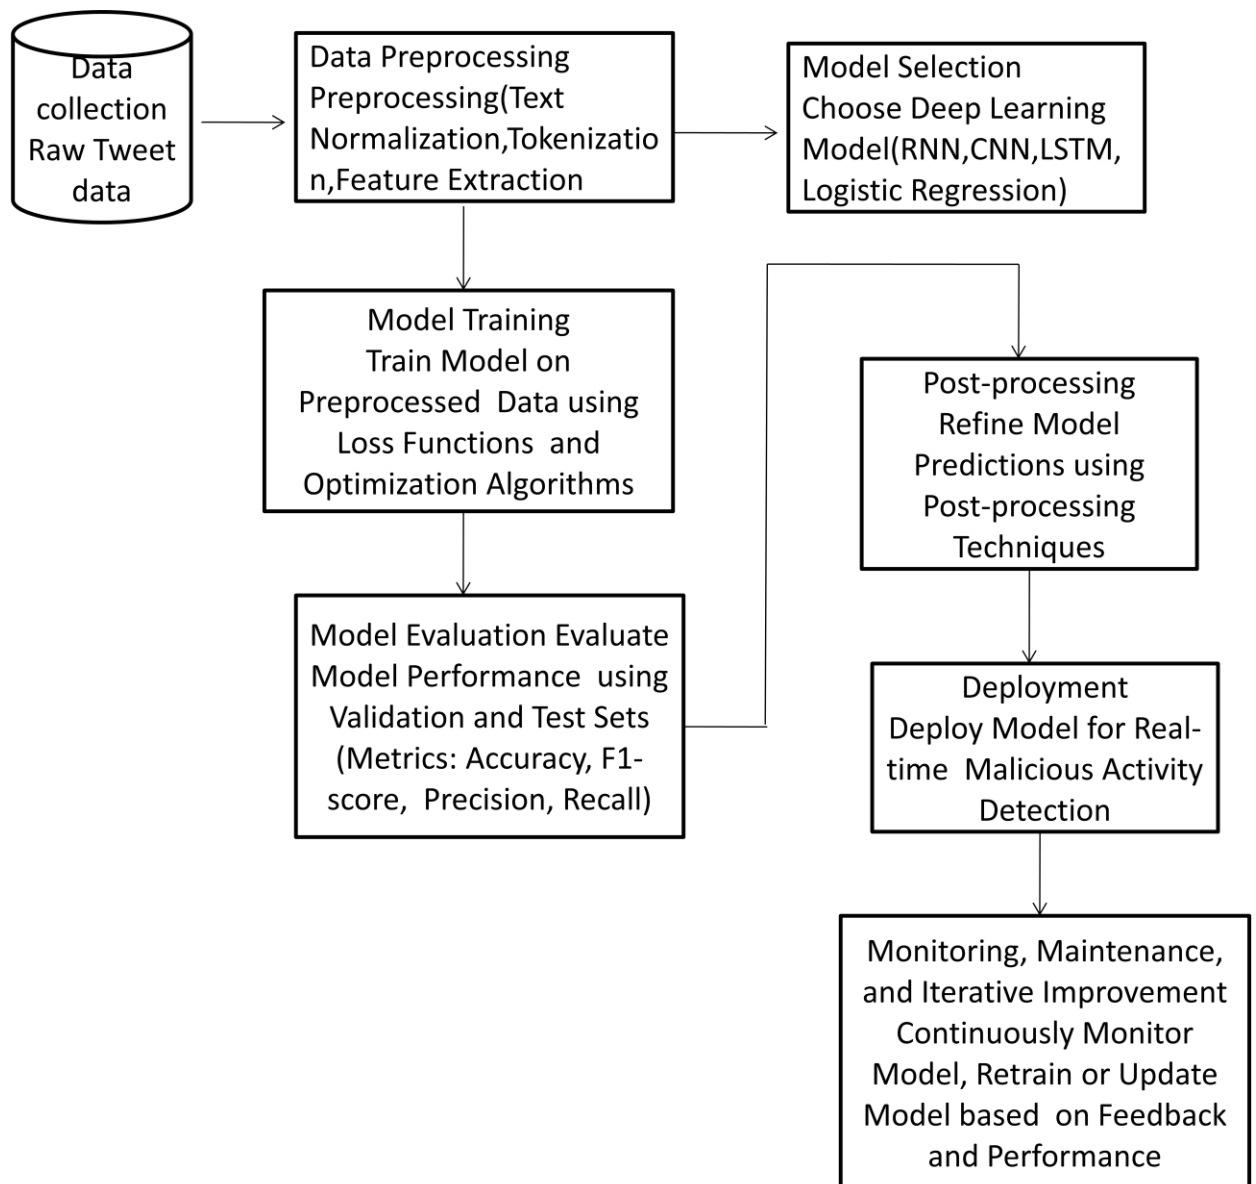 Data
collection
Raw Tweet
data
Data Preprocessing
Preprocessing(Text
Normalization,Tokenizatio
n,Feature Extraction
Model Selection
Choose Deep Learning
Model(RNN,CNN,LSTM,
Logistic Regression)
Model Training
Train Model on
Preprocessed Data using
Loss Functions and
Optimization Algorithms
Model Evaluation Evaluate
Model Performance using
Validation and Test Sets
(Metrics: Accuracy, F1-
score, Precision, Recall)
Post-processing
Refine Model
Predictions using
Post-processing
Techniques
Deployment
Deploy Model for Real-
time Malicious Activity
Detection
Monitoring, Maintenance,
and Iterative Improvement
Continuously Monitor
Model, Retrain or Update
Model based on Feedback
and Performance